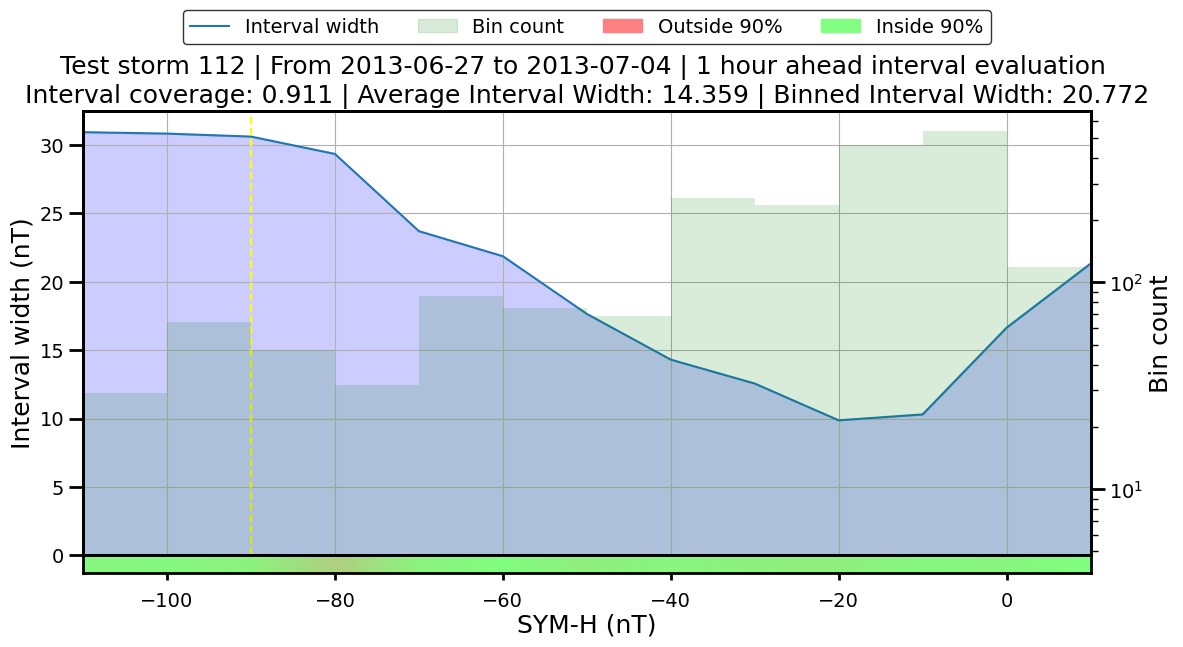 Interval width Bin count Outside 90% Inside 90%
Test storm 112 | From 2013-06-27 to 2013-07-04 | 1 hour ahead interval evaluation
Interval coverage: 0.911 | Average Interval Width: 14.359 | Binned Interval Width: 20.772
Interval width (nT)
30
25
20
15
10
5
0
10²
10¹
Bin count
−100 −80 −60 −40 −20 0
SYM-H (nT)